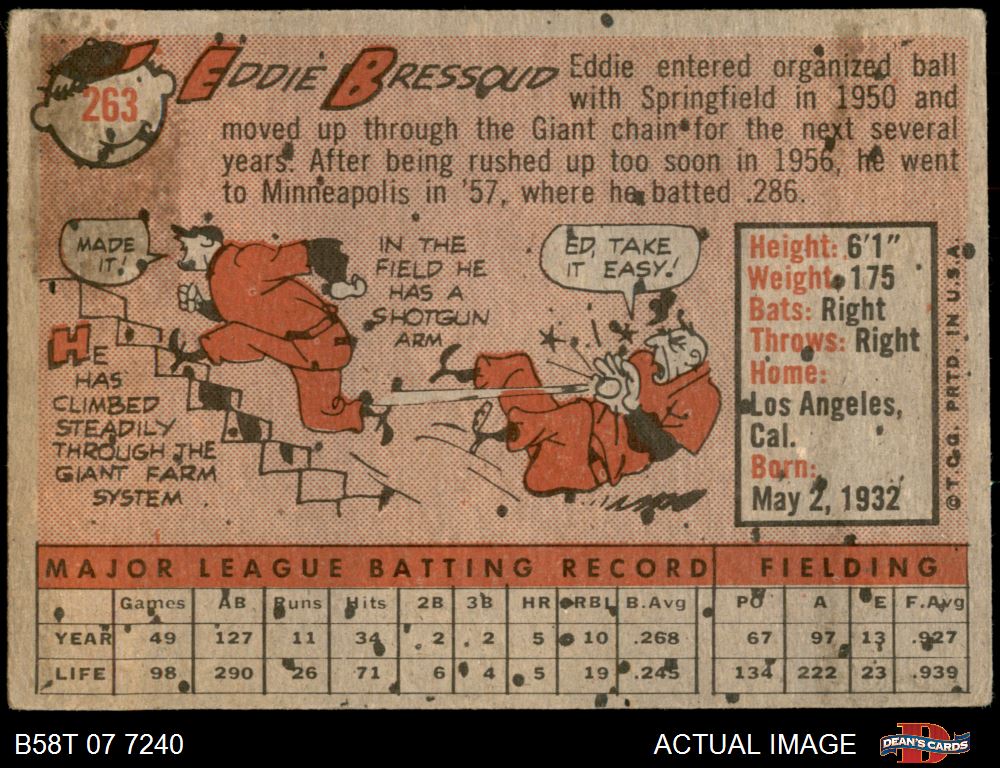 263
EDDIE BRESSOUD
Eddie entered organized ball
with Springfield in 1950 and
moved up through the Giant chain for the next several
years. After being rushed up too soon in 1956, he went
to Minneapolis in '57, where he batted .286.
MADE
IT!
IN THE
FIELD HE
HAS A
SHOTGUN
ARM
ED, TAKE
IT EASY!
HE
HAS
CLIMBED
STEADILY
THROUGH THE
GIANT FARM
SYSTEM
Height: 6'1"
Weight: 175
Bats: Right
Throws: Right
Home:
Los Angeles,
Cal.
Born:
May 2, 1932
© T.C.G. PRTD. IN U.S.A.
MAJOR LEAGUE BATTING RECORD FIELDING
Games AB Runs Hits 2B 3B HR RBI B.Avg PO A E F.Avg
YEAR 49 127 11 34 2 2 5 10 .268 67 97 13 .927
LIFE 98 290 26 71 6 4 5 19 .245 134 222 23 .939
B58T 07 7240 ACTUAL IMAGE D DEAN'S CARDS